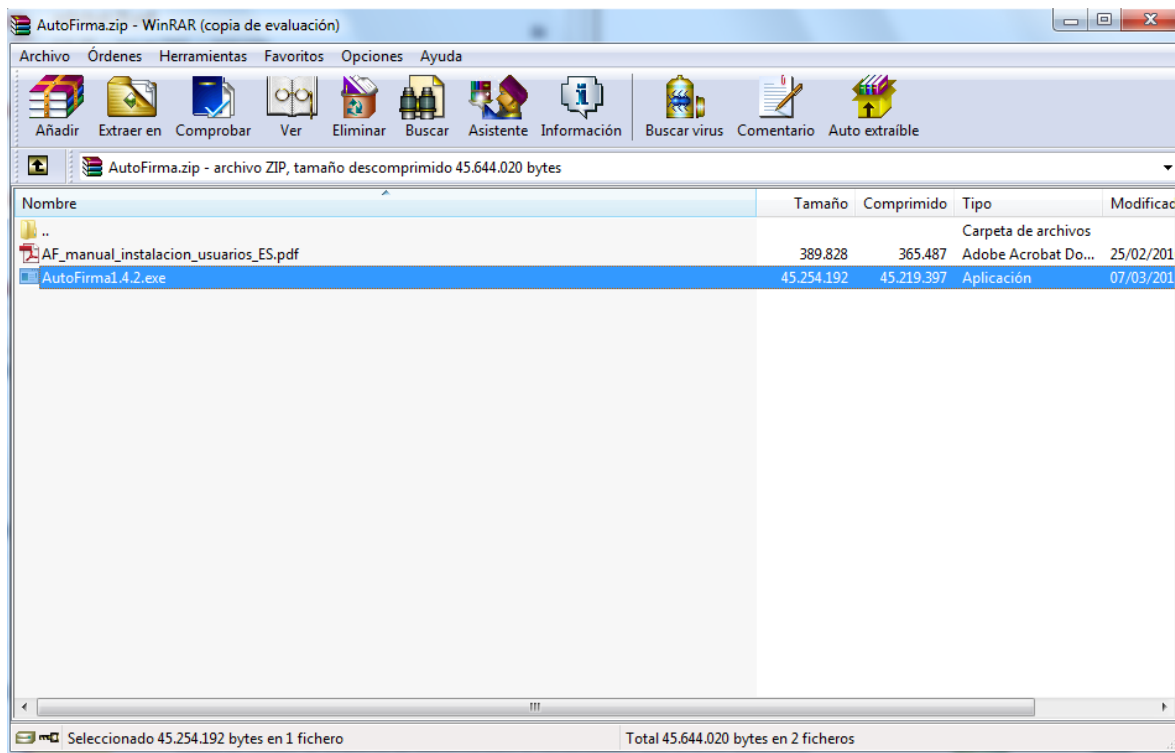 AutoFirma.zip - WinRAR (copia de evaluación)
Archivo Órdenes Herramientas Favoritos Opciones Ayuda
Añadir Extraer en Comprobar Ver Eliminar Buscar Asistente Información Buscar virus Comentario Auto extraíble
AutoFirma.zip - archivo ZIP, tamaño descomprimido 45.644.020 bytes
Nombre Tamaño Comprimido Tipo Modificad
.. Carpeta de archivos
AF_manual_instalacion_usuarios_ES.pdf 389.828 365.487 Adobe Acrobat Do... 25/02/201
AutoFirma1.4.2.exe 45.254.192 45.219.397 Aplicación 07/03/201
Seleccionado 45.254.192 bytes en 1 fichero Total 45.644.020 bytes en 2 ficheros